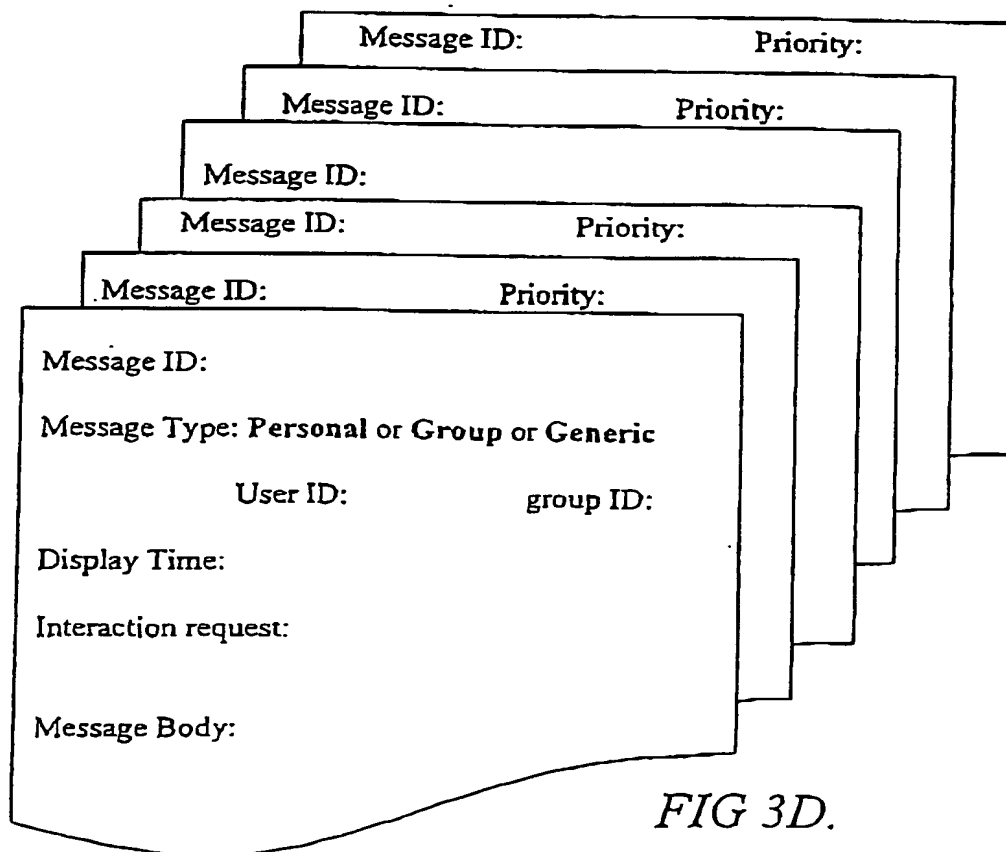 Message ID: Priority:
Message ID: Priority:
Message ID:
Message ID: Priority:
Message ID: Priority:
Message ID:
Message Type: Personal or Group or Generic
User ID: group ID:
Display Time:
Interaction request:
Message Body:
FIG 3D.